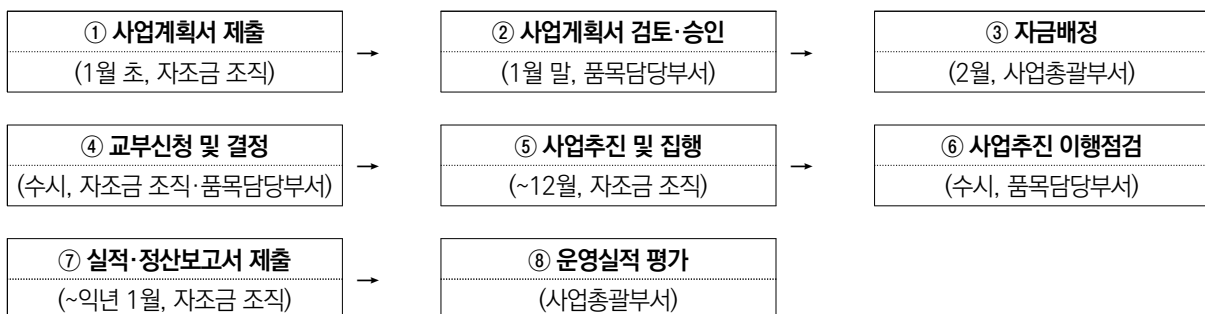 ① 사업계획서 제출 → ② 사업게획서 검토·승인 → ③ 자금배정
(1월 초, 자조금 조직) (1월 말, 품목담당부서) (2월, 사업총괄부서)
④ 교부신청 및 결정 → ⑤ 사업추진 및 집행 → ⑥ 사업추진 이행점검
(수시, 자조금 조직·품목담당부서) (~12월, 자조금 조직) (수시, 품목담당부서)
⑦ 실적·정산보고서 제출 → ⑧ 운영실적 평가
(~익년 1월, 자조금 조직) (사업총괄부서)